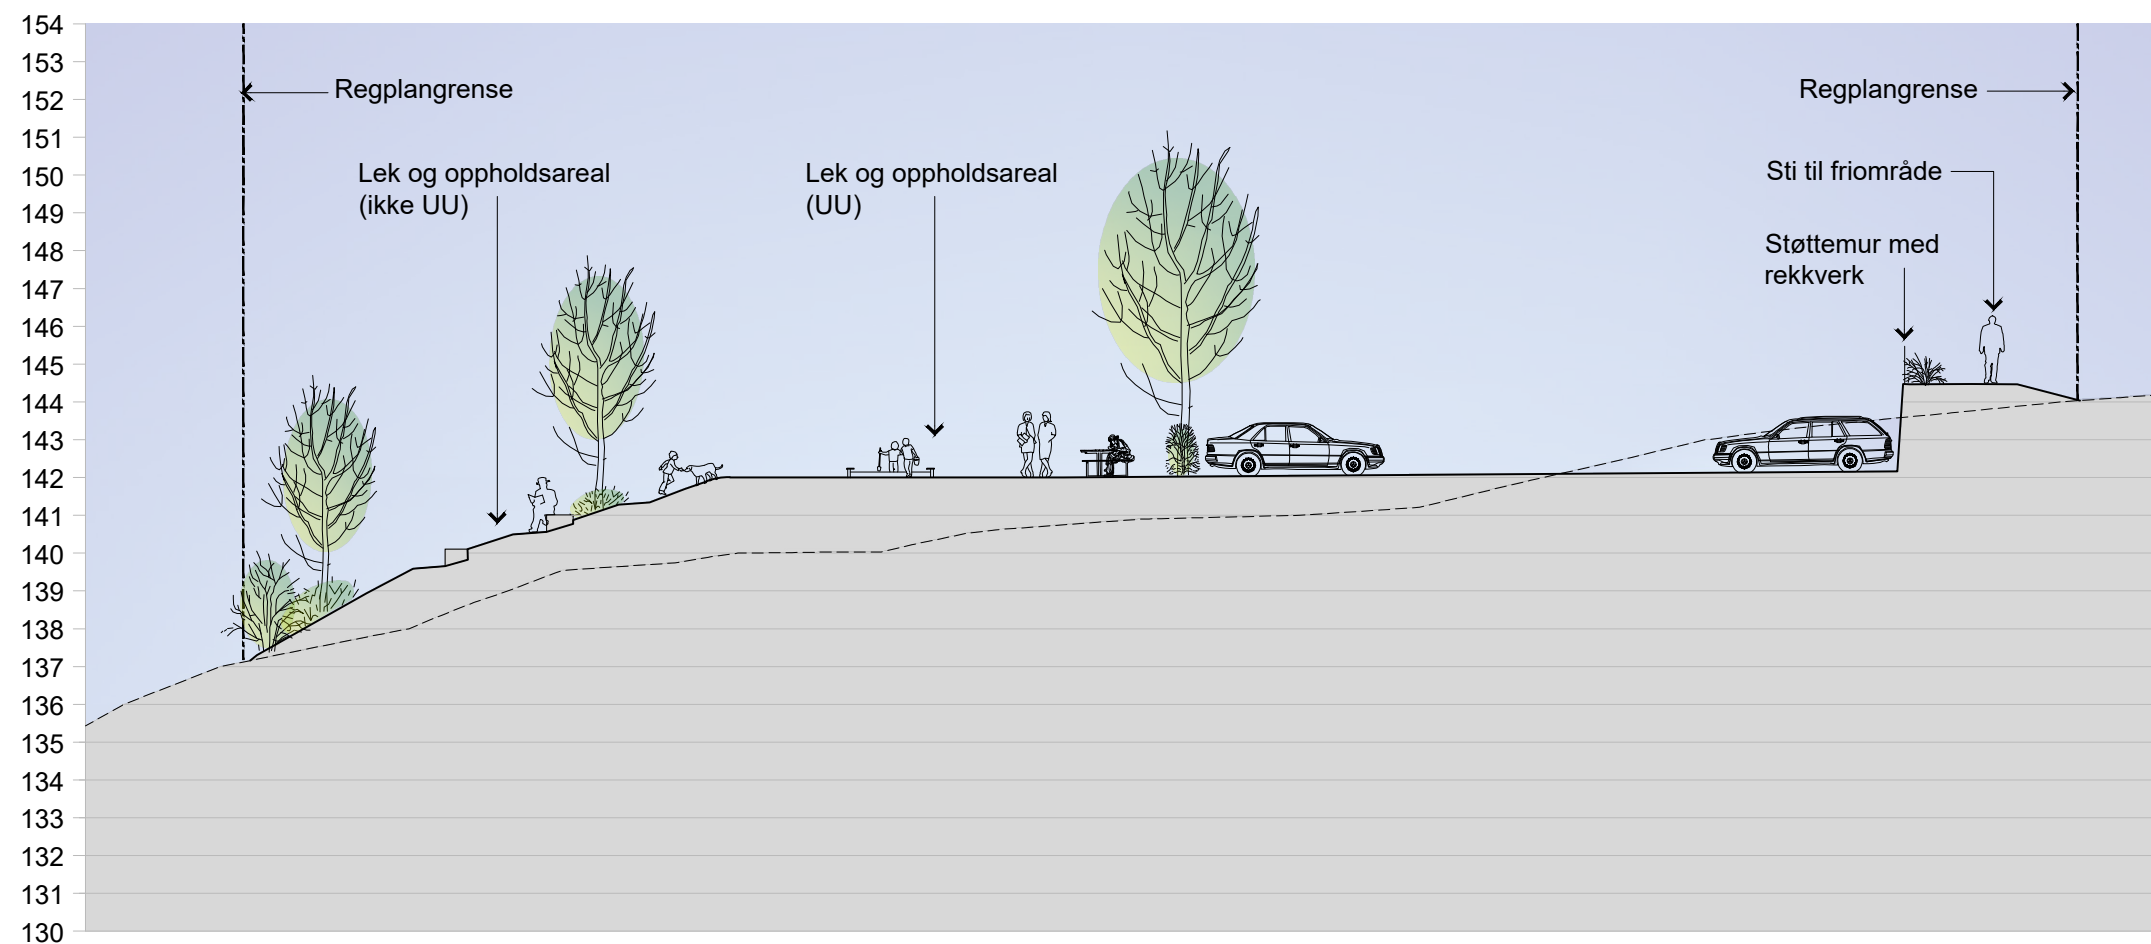 154
153
152
151
150
149
148
147
146
145
144
143
142
141
140
139
138
137
136
135
134
133
132
131
130
Regplangrense
Lek og oppholdsareal
(ikke UU)
Lek og oppholdsareal
(UU)
Regplangrense
Sti til friområde
Støttemur med
rekkverk